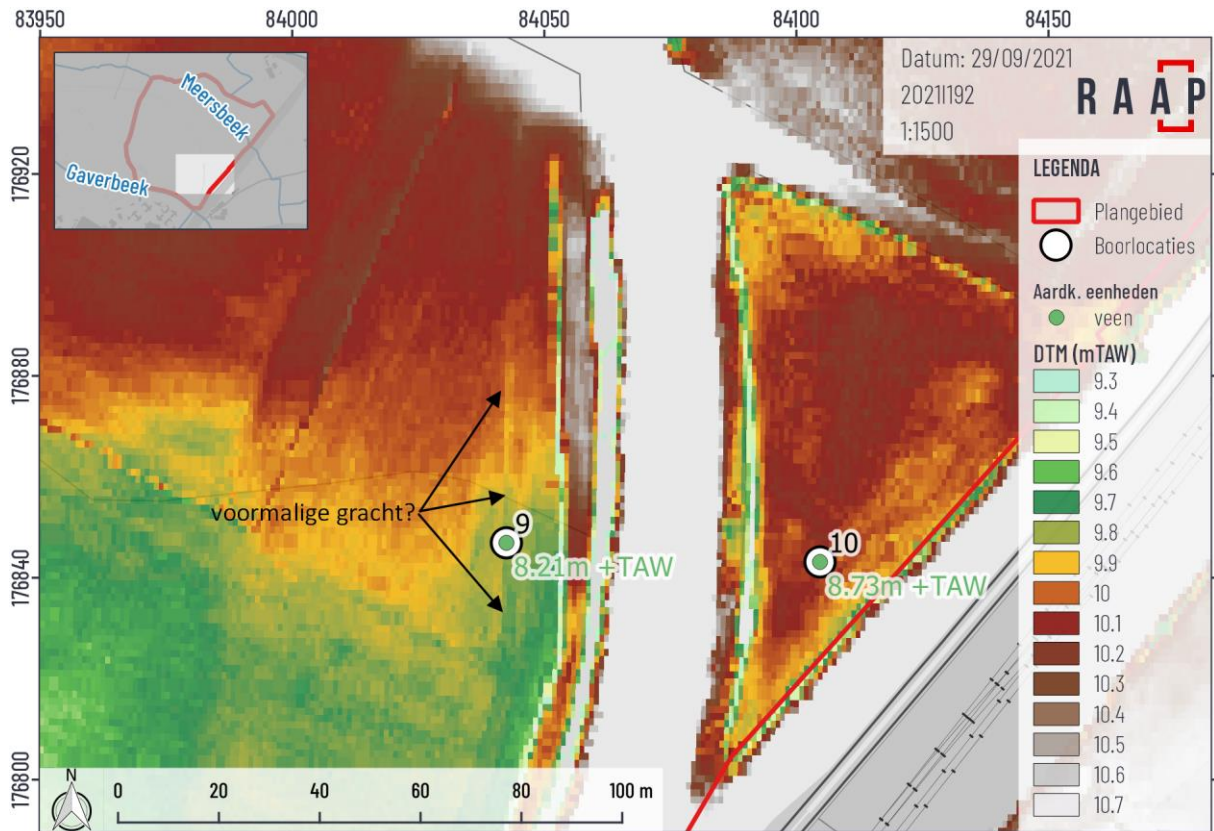 83950 84000 84050 84100 84150
Meersbeek
Gaverbeek
Datum: 29/09/2021
2021I192
1:1500
RAAP
LEGENDA
Plangebied
Boorlocaties
Aardk. eenheden
veen
DTM (mTAW)
9.3
9.4
9.5
9.6
9.7
9.8
9.9
10
10.1
10.2
10.3
10.4
10.5
10.6
10.7
176920
176880
176840
176800
voormalige gracht?
9
8.21m +TAW
10
8.73m +TAW
N
0 20 40 60 80 100 m